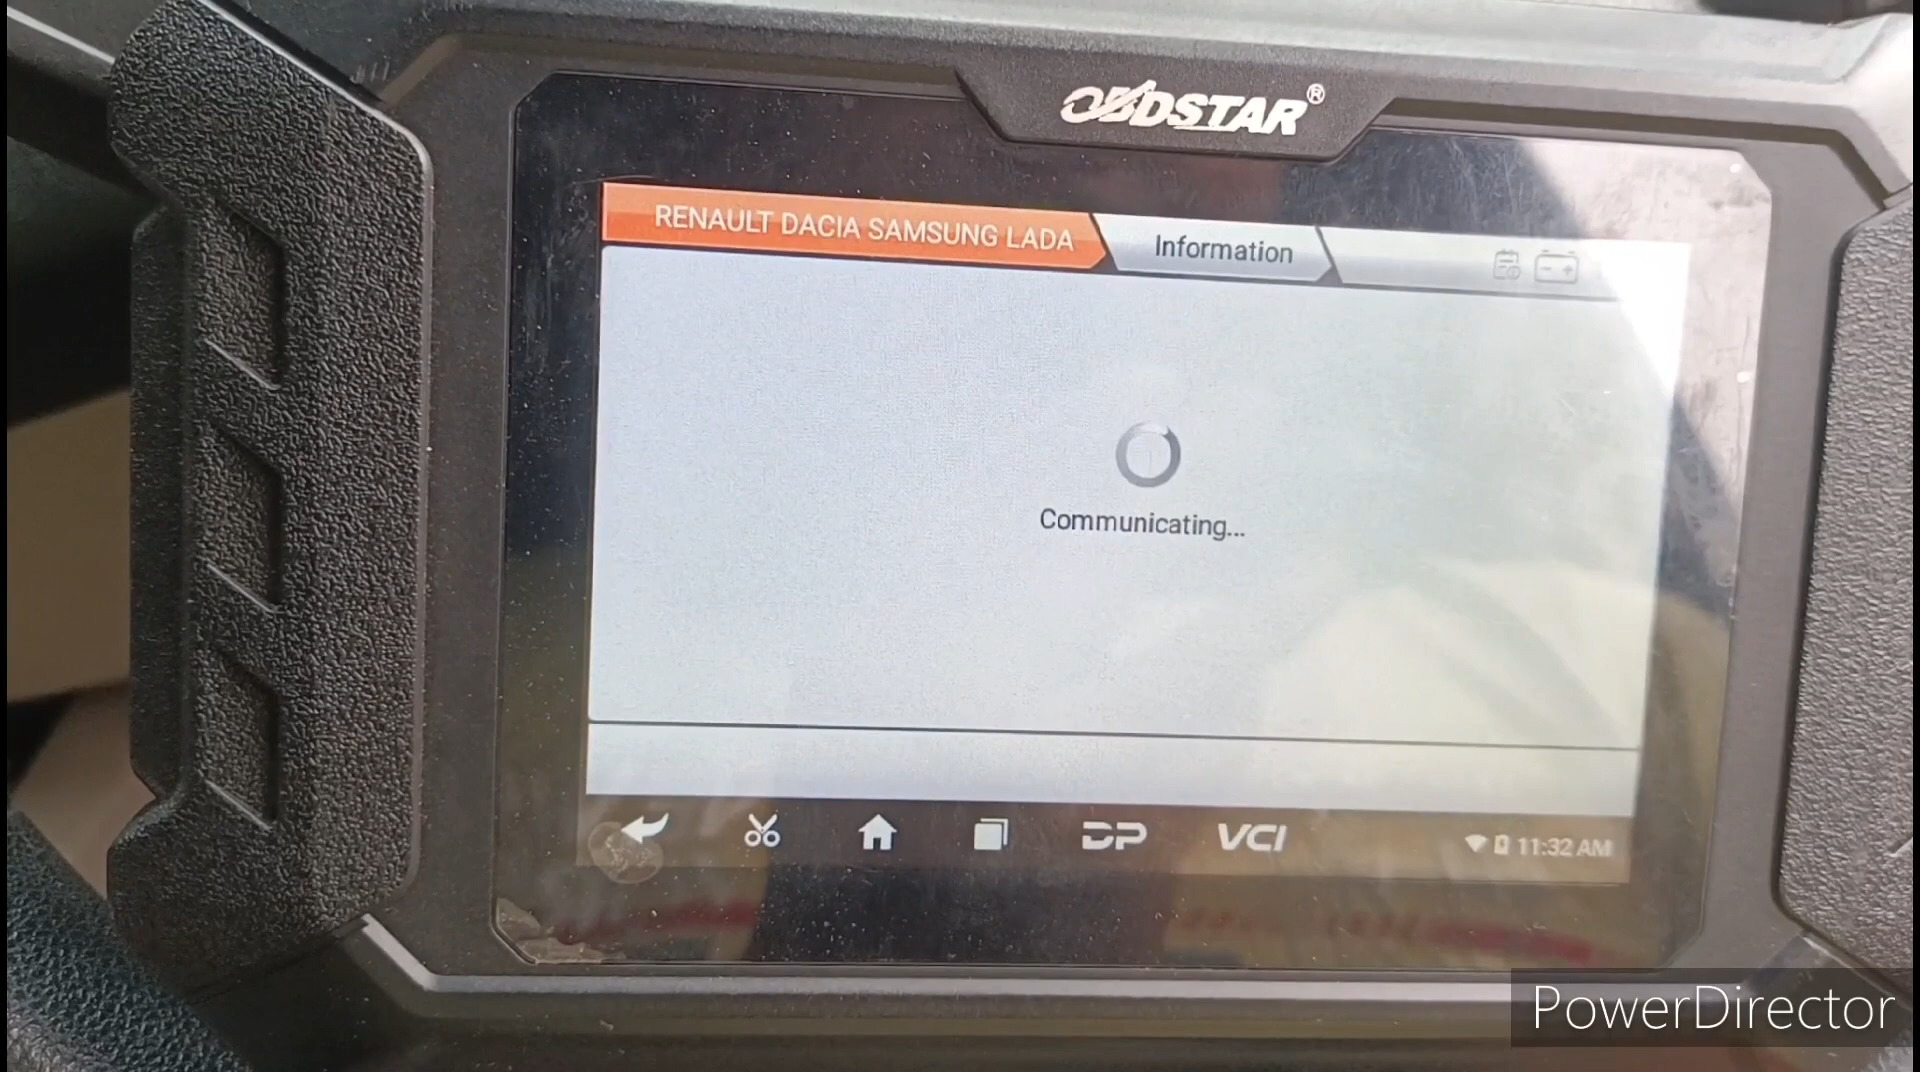 OBDSTAR®
RENAULT DACIA SAMSUNG LADA
Information
Communicating...
DP
VCI
11:32 AM
PowerDirector